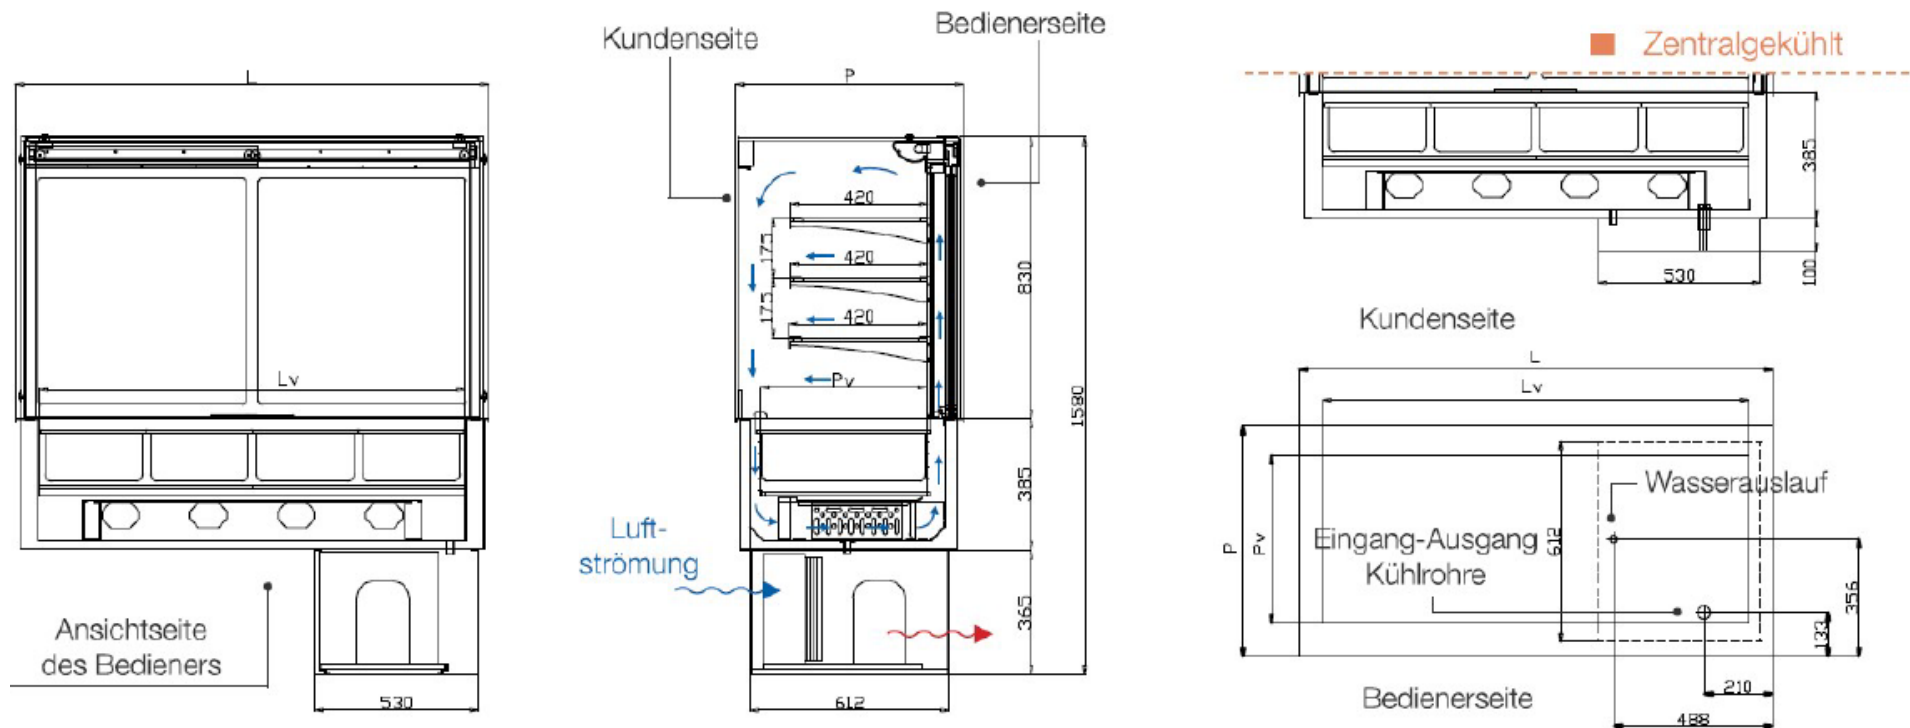 L
Ansichtseite
des Bedieners
Lv
530
Kundenseite
Bedienerseite
P
420
175
420
175
420
Pv
830
1580
385
365
Luft-
strömung
612
Zentralgekühlt
385
100
530
Kundenseite
L
Lv
Wasserauslauf
Eingang-Ausgang
Kühlrohre
612
P
Pv
356
133
210
488
Bedienerseite